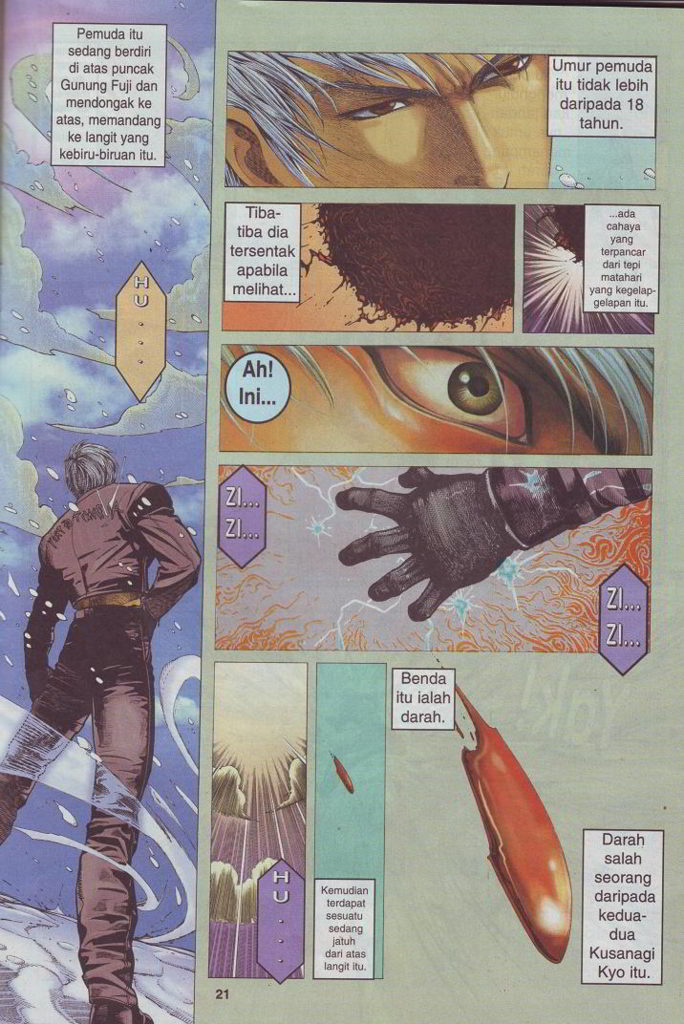 Pemuda itu
sedang berdiri
di atas puncak
Gunung Fuji dan
mendongak ke
atas, memandang
ke langit yang
kebiru-biruan itu.
Umur pemuda
itu tidak lebih
daripada 18
tahun.
Tiba-
tiba dia
tersentak
apabila
melihat...
...ada
cahaya
yang
terpancar
dari tepi
matahari
yang kegelap-
gelapan itu.
HU....
Ah!
Ini...
ZI...
ZI...
ZI...
ZI...
HU....
Kemudian
terdapat
sesuatu
sedang
jatuh
dari atas
langit itu.
Benda
itu ialah
darah.
Darah
salah
seorang
daripada
kedua-
dua
Kusanagi
Kyo itu.
21